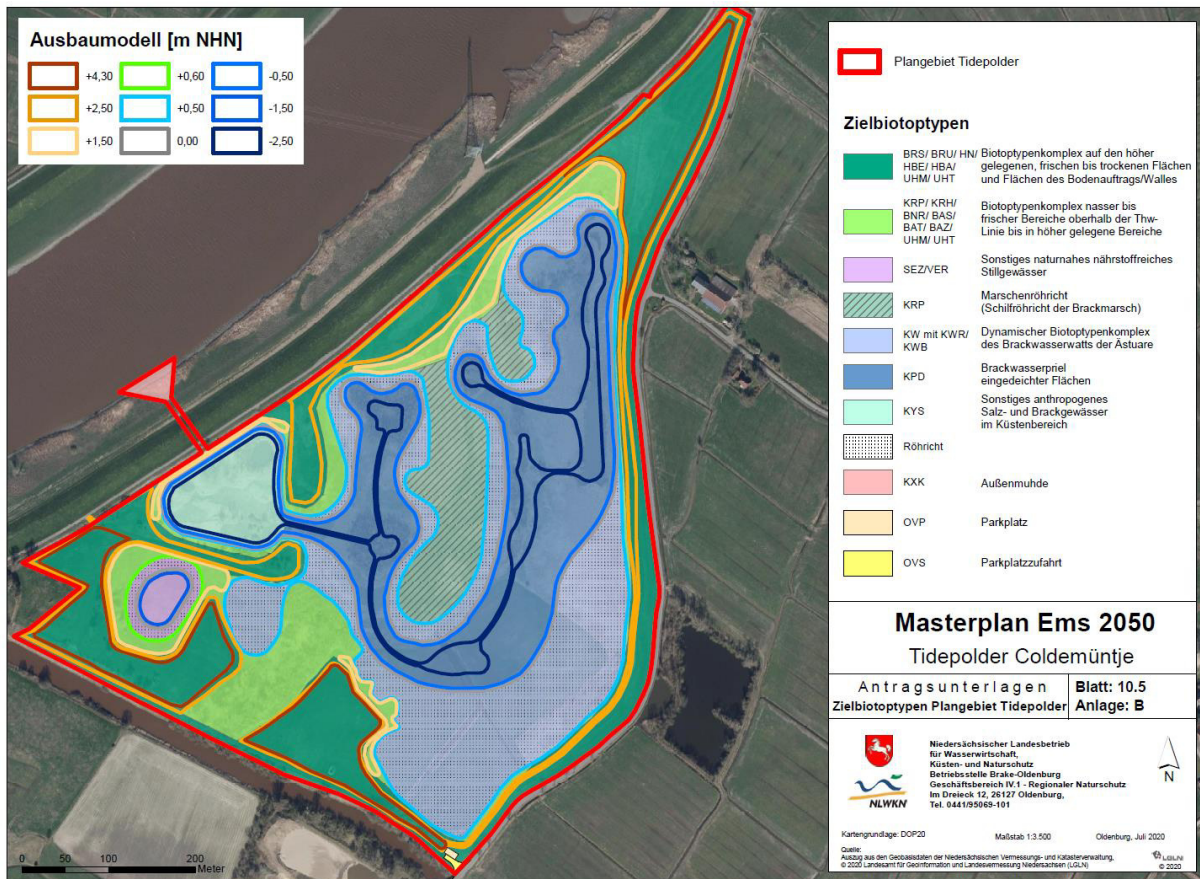 Ausbaumodell [m NHN]
+4,30 +0,60 -0,50
+2,50 +0,50 -1,50
+1,50 0,00 -2,50
0 50 100 200
Meter
Plangebiet Tidepolder
Zielbiotoptypen
BRS/ BRU/ HN/ Biotoptypenkomplex auf den höher
HBE/ HBA/ gelegenen, frischen bis trockenen Flächen
UHM/ UHT und Flächen des Bodenauftrags/Walles
KRP/ KRH/
BNR/ BAS/ Biotoptypenkomplex nasser bis
BAT/ BAZ/ frischer Bereiche oberhalb der Thw-
UHM/ UHT Linie bis in höher gelegene Bereiche
SEZ/VER Sonstiges naturnahes nährstoffreiches
Stillgewässer
KRP Marschenröhricht
(Schilfröhricht der Brackmarsch)
KW mit KWR/ Dynamischer Biotoptypenkomplex
KWB des Brackwasserwatts der Ästuare
KPD Brackwasserpriel
eingedeichter Flächen
KYS Sonstiges anthropogenes
Salz- und Brackgewässer
im Küstenbereich
Röhricht
KXK Außenmuhde
OVP Parkplatz
OVS Parkplatzzufahrt
Masterplan Ems 2050
Tidepolder Coldemüntje
Antragsunterlagen Blatt: 10.5
Zielbiotoptypen Plangebiet Tidepolder Anlage: B
Niedersächsischer Landesbetrieb
für Wasserwirtschaft,
Küsten- und Naturschutz
Betriebsstelle Brake-Oldenburg
Geschäftsbereich IV.1 - Regionaler Naturschutz
Im Dreieck 12, 26127 Oldenburg,
Tel. 0441/95069-101
NLWKN
N
Kartengrundlage: DOP20 Maßstab 1:3.500 Oldenburg, Juli 2020
Quelle:
Auszug aus den Geobasisdaten der Niedersächsischen Vermessungs- und Katasterverwaltung,
© 2020 Landesamt für Geoinformation und Landesvermessung Niedersachsen (LGLN)
LGLN
© 2020